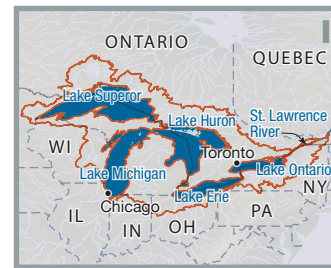 ONTARIO
QUEBEC
Lake Superor
Lake Huron
St. Lawrence
River
WI
Toronto
Lake Michigan
Lake Ontario
Lake Erie
NY
Chicago
PA
IL
IN
OH